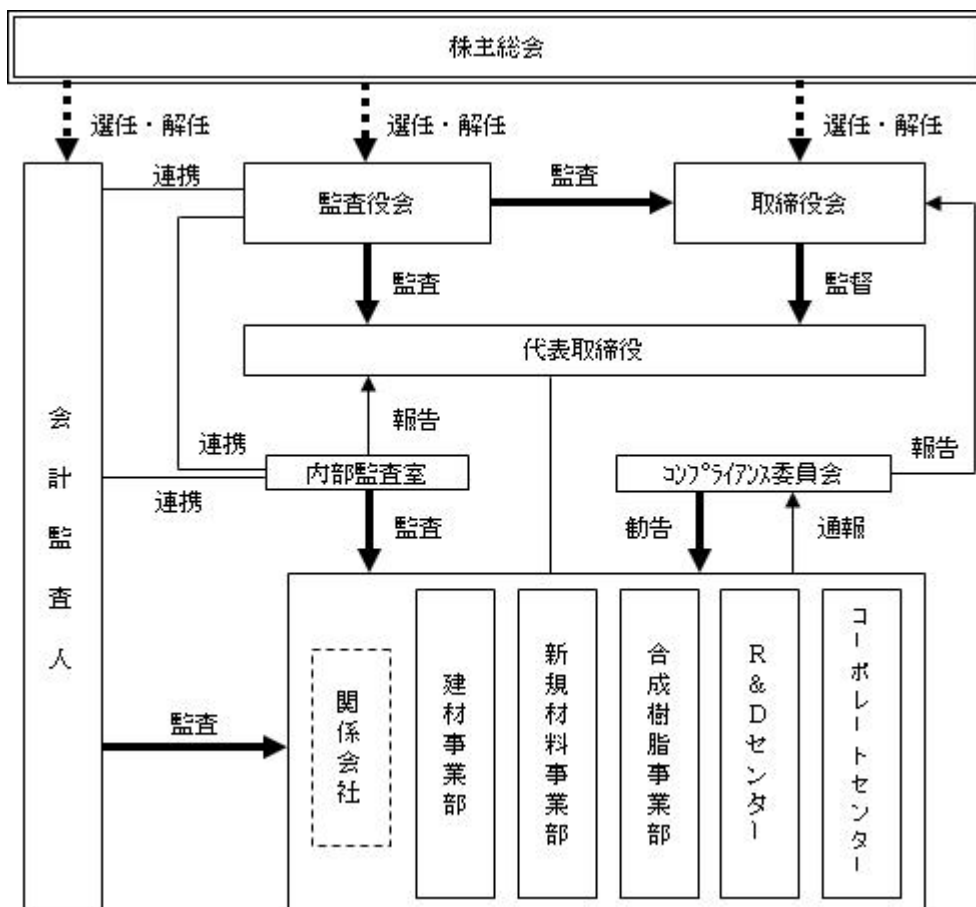 株主総会
選任・解任
選任・解任
選任・解任
連携
監査役会
監査
取締役会
監査
監督
代表取締役
報告
連携
内部監査室
連携
監査
コンプライアンス委員会
報告
勧告
通報
会計監査人
監査
関係会社
建材事業部
新規材料事業部
合成樹脂事業部
R&Dセンター
コーポレートセンター